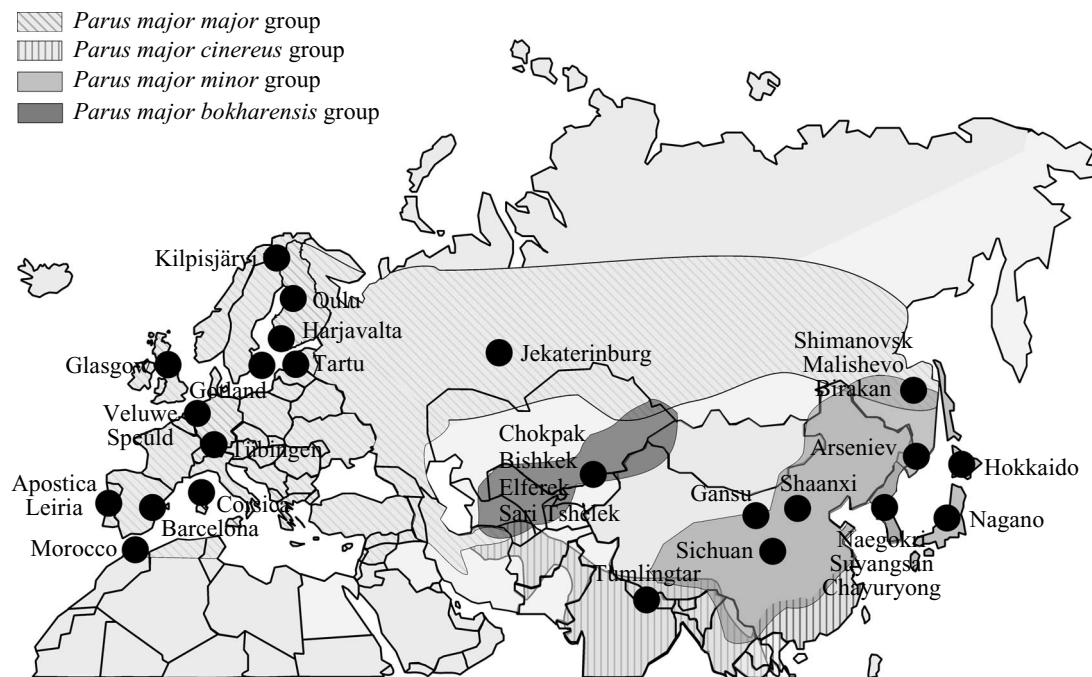 Parus major major group
Parus major cinereus group
Parus major minor group
Parus major bokharensis group
Kilpisjärvi
Oulu
Harjavalta
Glasgow
Tartu
Gotland
Jekaterinburg
Shimanovsk
Malishevo
Birakan
Veluwe
Speuld
Tübingen
Chokpak
Bishkek
Elferek
Sari Tshelek
Arseniev
Hokkaido
Apostica
Leiria
Corsica
Barcelona
Gansu
Shaanxi
Nagano
Morocco
Sichuan
Naegokri
Suyangsan
Chayuryong
Tumlingtar